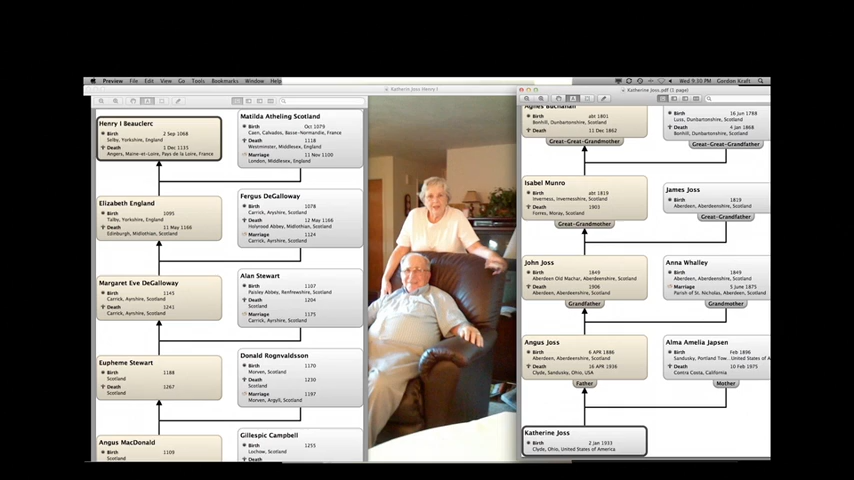 Preview File Edit View Go Tools Bookmarks Window Help
Wed 9:30 PM Gordon Kraft
Katherin Joss Henry I
Katherine Joss.pdf (1 page)
Henry I Beauclerc
Birth 2 Sep 1068
Selby, Yorkshire, England
Death 1 Dec 1135
Angers, Maine-et-Loire, Pays de la Loire, France
Matilda Atheling Scotland
Birth Oct 1079
Caen, Calvados, Basse-Normandie, France
Death 1118
Westminster, Middlesex, England
Marriage 11 Nov 1100
London, Middlesex, England
Elizabeth England
Birth 1095
Talby, Yorkshire, England
Death 11 May 1166
Edinburgh, Midlothian, Scotland
Fergus DeGalloway
Birth 1078
Carrick, Ayrshire, Scotland
Death 12 May 1166
Holyrood Abbey, Midlothian, Scotland
Marriage 1124
Carrick, Ayrshire, Scotland
Margaret Eve DeGalloway
Birth 1145
Carrick, Ayrshire, Scotland
Death 1241
Carrick, Ayrshire, Scotland
Alan Stewart
Birth 1107
Paisley Abbey, Renfrewshire, Scotland
Death 1204
Scotland
Marriage 1175
Carrick, Ayrshire, Scotland
Eupheme Stewart
Birth 1188
Scotland
Death 1267
Scotland
Donald Rognvaldsson
Birth 1170
Morven, Scotland
Death 1230
Scotland
Marriage 1197
Morven, Argyll, Scotland
Angus MacDonald
Birth 1109
Scotland
Gillespic Campbell
Birth 1255
Lochow, Scotland
Death
Agnes Buchanan
Birth abt 1801
Bonhill, Dunbartonshire, Scotland
Death 11 Dec 1862
Great-Great-Grandmother
Birth 16 Jun 1788
Luss, Dunbartonshire, Scotland
Death 4 Jan 1868
Bonhill, Dunbartonshire, Scotland
Great-Great-Grandfather
Isabel Munro
Birth abt 1819
Inverness, Inverness-Shire, Scotland
Death 1903
Forres, Moray, Scotland
Great-Grandmother
James Joss
Birth 1819
Aberdeen, Aberdeenshire, Scotland
Great-Grandfather
John Joss
Birth 1849
Aberdeen Old Machar, Aberdeenshire, Scotland
Death 1906
Aberdeen, Aberdeenshire, Scotland
Grandfather
Anna Whalley
Birth 1849
Aberdeen, Aberdeenshire, Scotland
Marriage 5 June 1875
Parish of St. Nicholas, Aberdeen, Scotland
Grandmother
Angus Joss
Birth 6 APR 1886
Aberdeen, Aberdeenshire, Scotland
Death 16 APR 1936
Clyde, Sandusky, Ohio, USA
Father
Alma Amelia Japsen
Birth Feb 1896
Sandusky, Portland Tow... United States of A
Death 10 Feb 1975
Contra Costa, California
Mother
Katherine Joss
Birth 2 Jan 1933
Clyde, Ohio, United States of America